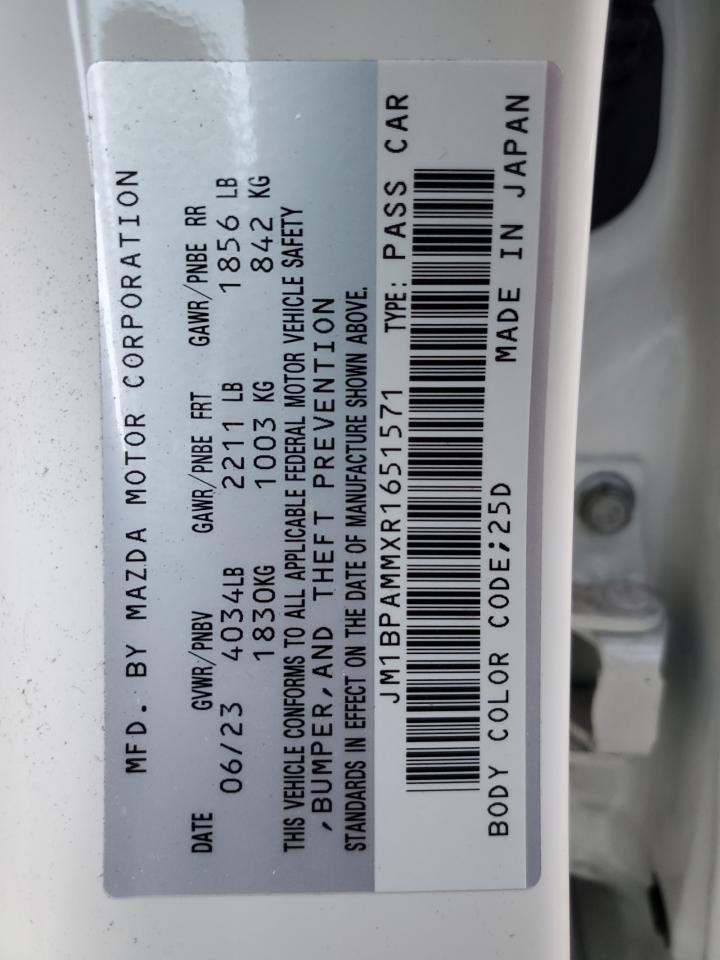 MFD. BY MAZDA MOTOR CORPORATION
DATE GVWR/PNBV GAWR/PNBE FRT GAWR/PNBE RR
06/23 4034LB 2211 LB 1856 LB
1830KG 1003 KG 842 KG
THIS VEHICLE CONFORMS TO ALL APPLICABLE FEDERAL MOTOR VEHICLE SAFETY
,BUMPER,AND THEFT PREVENTION
STANDARDS IN EFFECT ON THE DATE OF MANUFACTURE SHOWN ABOVE.
JM1BPAMMXR1651571 TYPE: PASS CAR
BODY COLOR CODE;25D MADE IN JAPAN